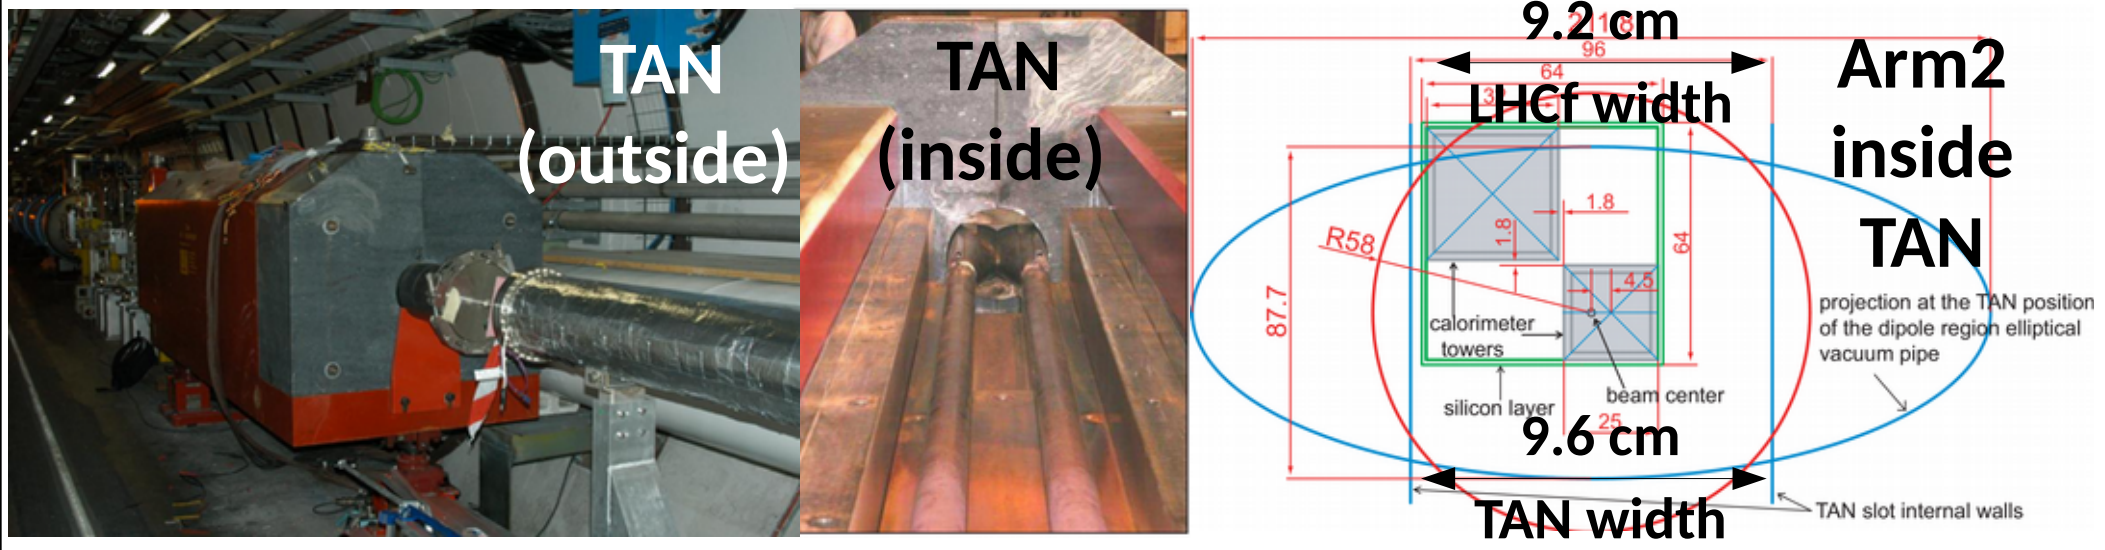 TAN
(outside)
TAN
(inside)
9.2 cm
211.8
96
64
LHCf width
Arm2
inside
TAN
1.8
1.8
64
R58
4.5
87.7
calorimeter
towers
projection at the TAN position
of the dipole region elliptical
vacuum pipe
beam center
silicon layer
25
9.6 cm
TAN width
TAN slot internal walls